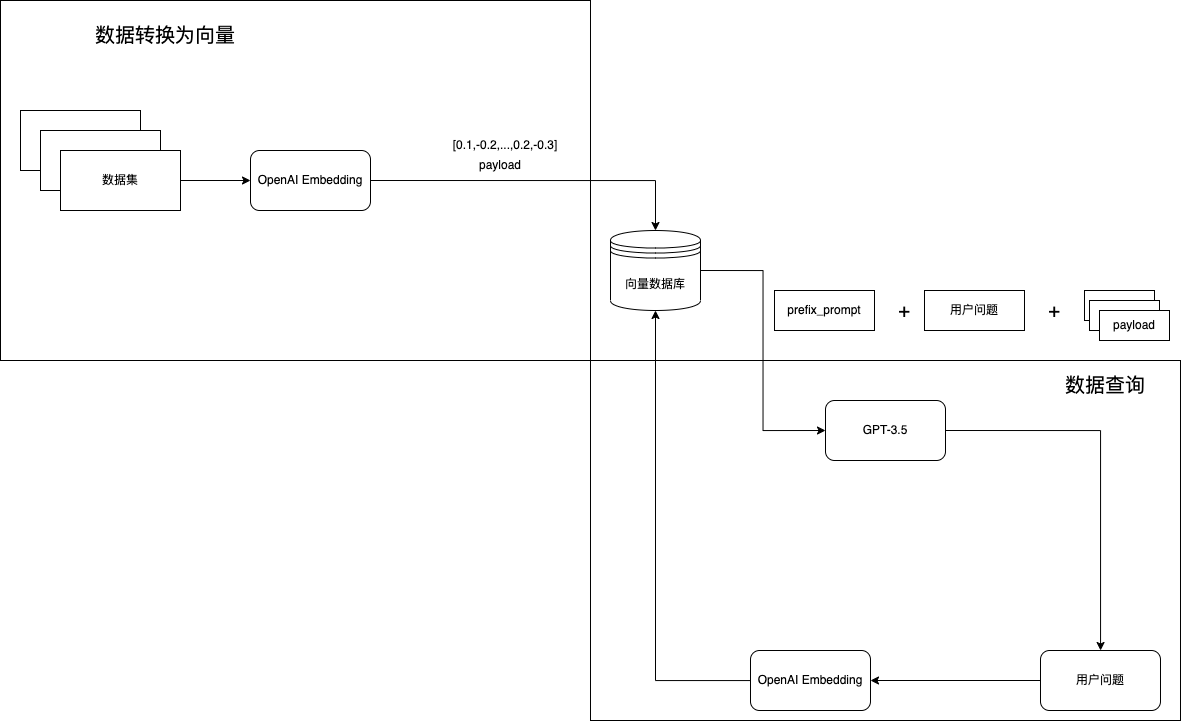 数据转换为向量
[0.1,-0.2,...,0.2,-0.3]
payload
数据集
OpenAI Embedding
向量数据库
prefix_prompt
+
用户问题
+
payload
数据查询
GPT-3.5
OpenAI Embedding
用户问题